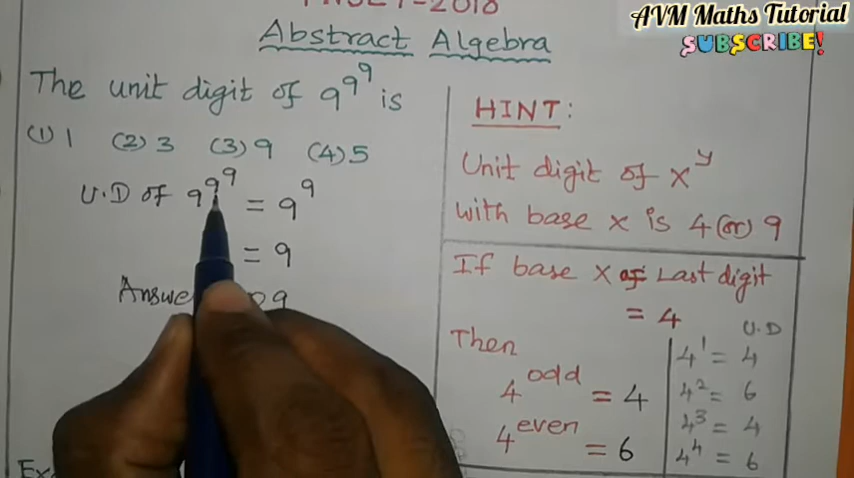 AVM Maths Tutorial
SUBSCRIBE!
Abstract Algebra
The unit digit of 9^9^9 is
(1) 1 (2) 3 (3) 9 (4) 5
U.D of 9^9^9 = 9^9
= 9
9
HINT:
Unit digit of x^y
with base x is 4 (or) 9
If base x of Last digit
= 4
Then
4^odd = 4
4^even = 6
U.D
4^1 = 4
4^2 = 6
4^3 = 4
4^4 = 6